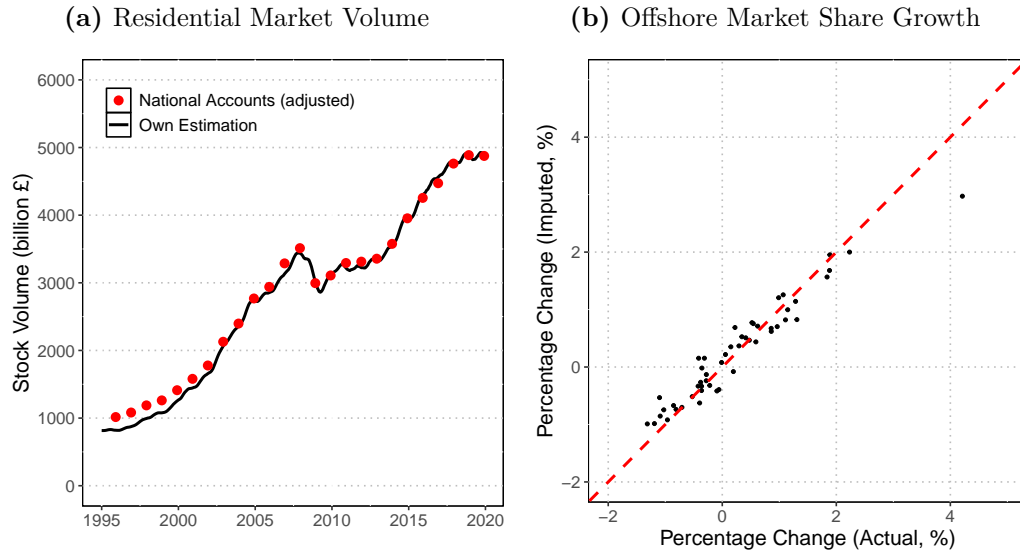 (a) Residential Market Volume
Stock Volume (billion £)
6000
5000
4000
3000
2000
1000
0
National Accounts (adjusted)
Own Estimation
1995 2000 2005 2010 2015 2020
(b) Offshore Market Share Growth
Percentage Change (Imputed, %)
4
2
0
−2
−2 0 2 4
Percentage Change (Actual, %)